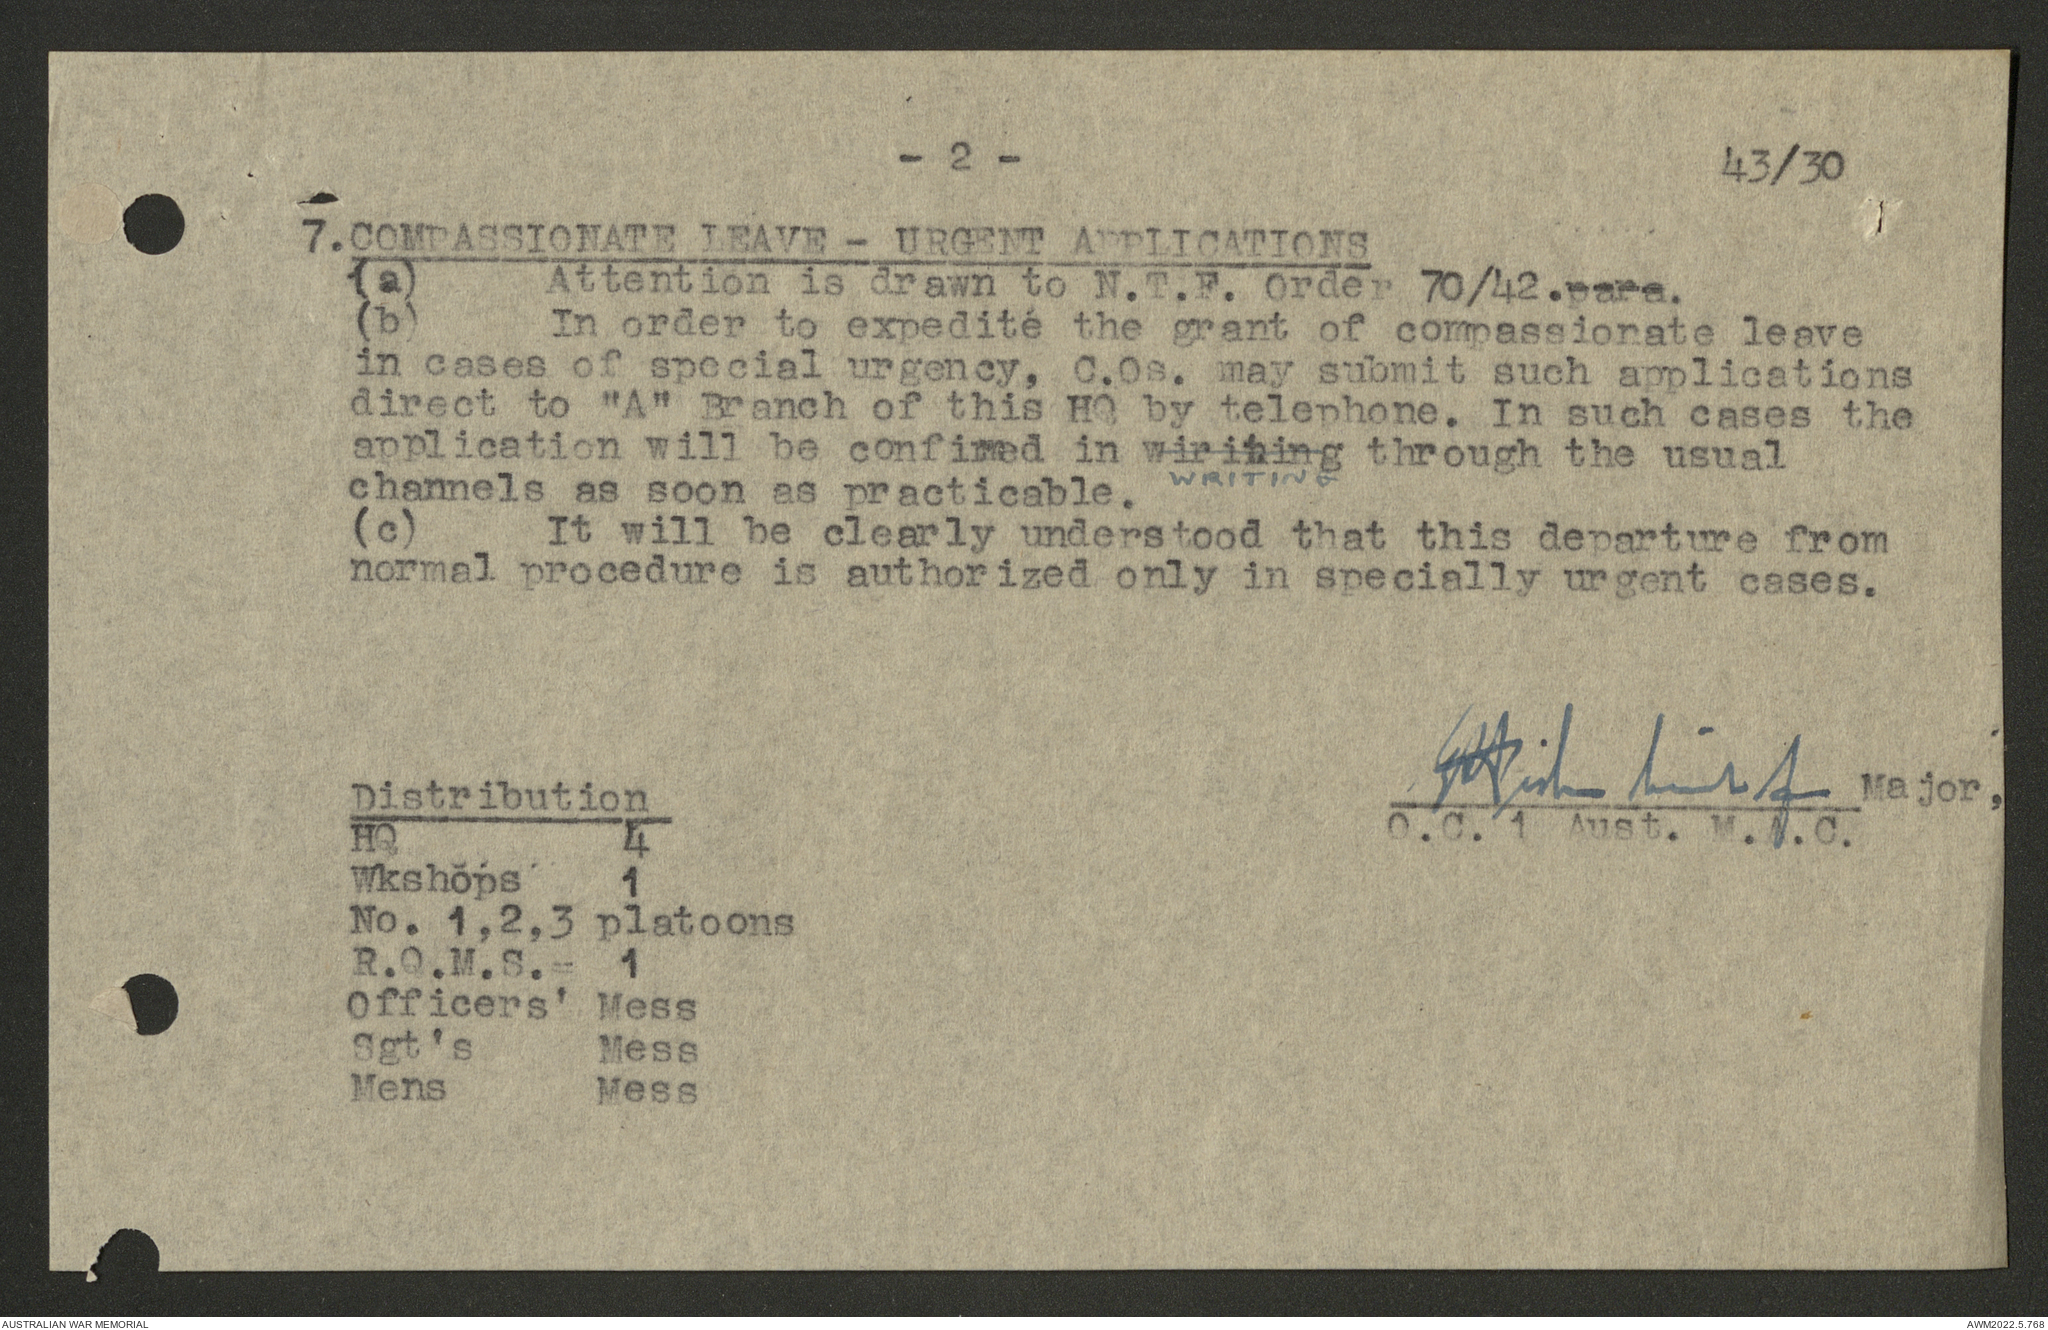 - 2 -
43/30
7. COMPASSIONATE LEAVE - URGENT APPLICATIONS
(a) Attention is drawn to N.T.F. Order 70/42.para.
(b) In order to expedite the grant of compassionate leave
in cases of special urgency, C.Os. may submit such applications
direct to "A" Branch of this HQ by telephone. In such cases the
application will be confirmed in wirithing through the usual
WRITING
channels as soon as practicable.
(c) It will be clearly understood that this departure from
normal procedure is authorized only in specially urgent cases.
Major,
O.C. 1 Aust. M.A.C.
Distribution
HQ 4
Wkshops 1
No. 1,2,3 platoons
R.Q.M.S.= 1
Officers' Mess
Sgt's Mess
Mens Mess
AUSTRALIAN WAR MEMORIAL
AWM2022.5.768